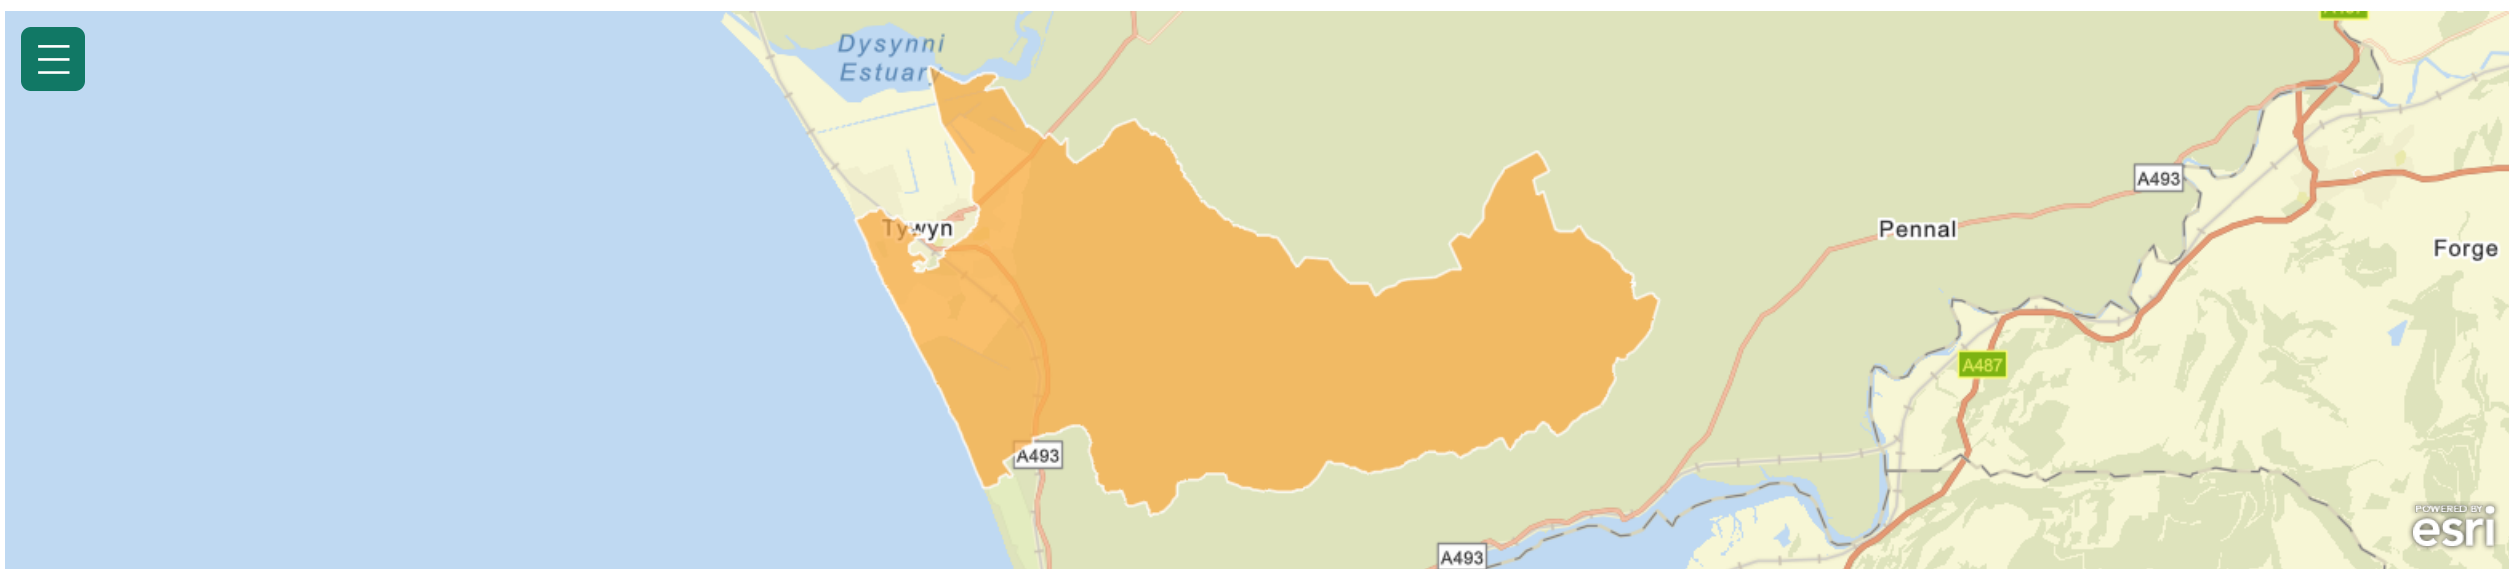 Dysynni
Estuary
Tywyn
A493
Pennal
Forge
A487
A493
A493
POWERED BY
esri